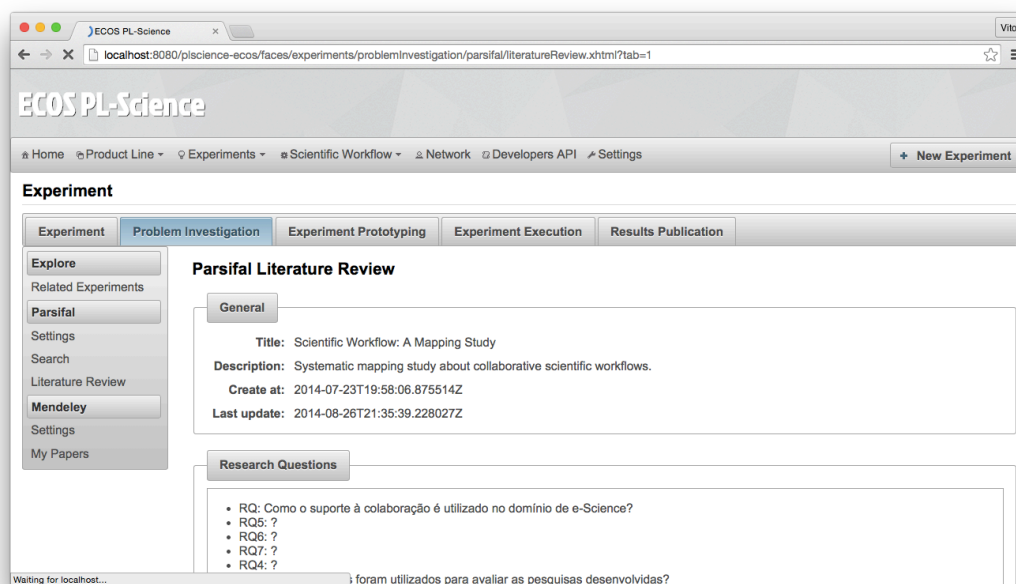 ECOS PL-Science
Vito
localhost:8080/plscience-ecos/faces/experiments/problemInvestigation/parsifal/literatureReview.xhtml?tab=1
ECOS PL-Science
Home Product Line Experiments Scientific Workflow Network Developers API Settings
+ New Experiment
Experiment
Experiment Problem Investigation Experiment Prototyping Experiment Execution Results Publication
Explore
Related Experiments
Parsifal
Settings
Search
Literature Review
Mendeley
Settings
My Papers
Parsifal Literature Review
General
Title: Scientific Workflow: A Mapping Study
Description: Systematic mapping study about collaborative scientific workflows.
Create at: 2014-07-23T19:58:06.875514Z
Last update: 2014-08-26T21:35:39.228027Z
Research Questions
• RQ: Como o suporte à colaboração é utilizado no domínio de e-Science?
• RQ5: ?
• RQ6: ?
• RQ7: ?
• RQ4: ?
foram utilizados para avaliar as pesquisas desenvolvidas?
Waiting for localhost...